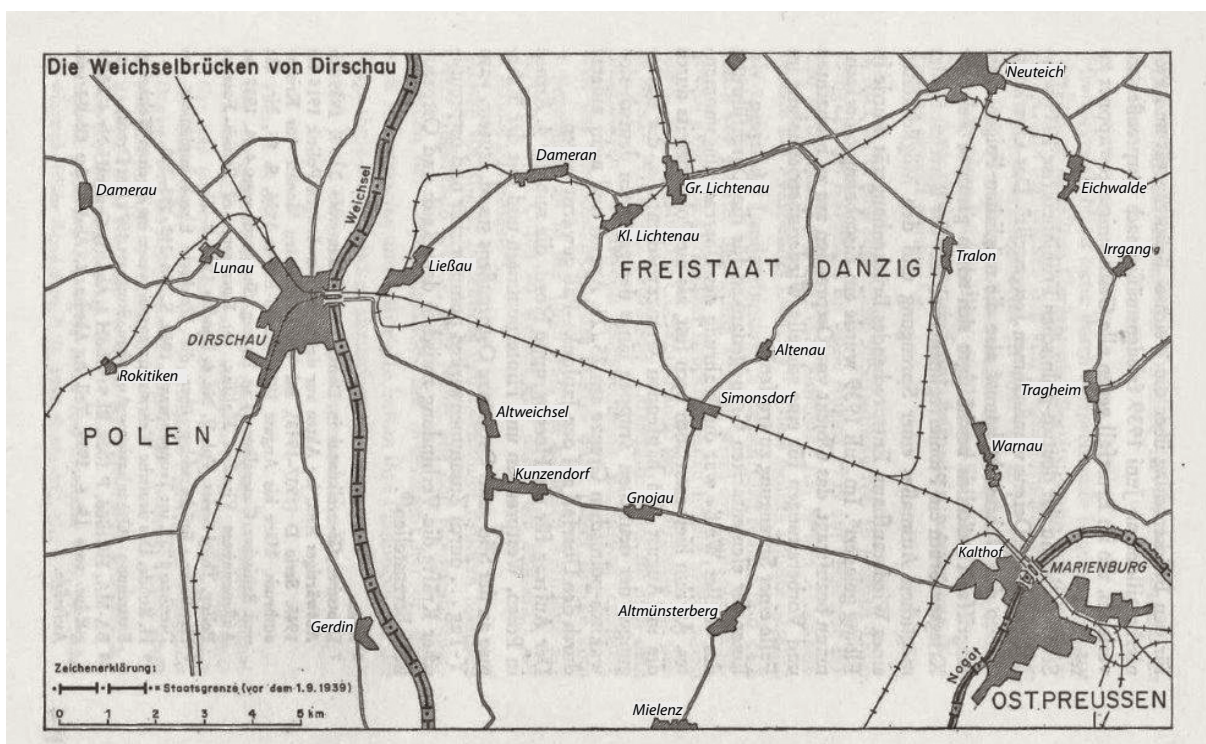 Die Weichselbrücken von Dirschau
Neuteich
Weichsel
Dameran
Damerau
Gr. Lichtenau
Eichwalde
Kl. Lichtenau
Lunau
Ließau
FREISTAAT DANZIG
Tralon
Irrgang
DIRSCHAU
Altenau
Rokitiken
Simonsdorf
Tragheim
POLEN
Altweichsel
Warnau
Kunzendorf
Gnojau
Kalthof
MARIENBURG
Gerdin
Altmünsterberg
Nogat
Zeichenerklärung:
= Staatsgrenze (vor dem 1.9.1939)
OSTPREUSSEN
Mielenz
0 1 2 3 4 5 km